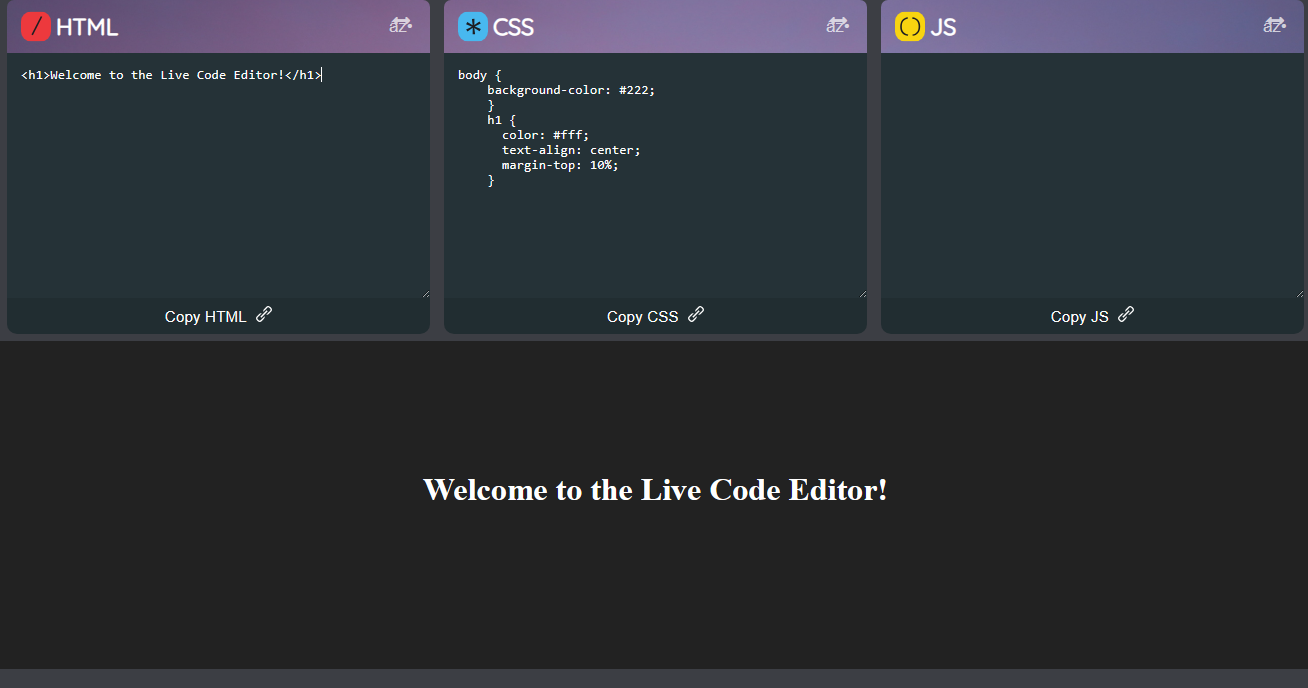 / HTML az
<h1>Welcome to the Live Code Editor!</h1>
Copy HTML
* CSS az
body {
    background-color: #222;
    }
    h1 {
      color: #fff;
      text-align: center;
      margin-top: 10%;
    }
Copy CSS
() JS az
Copy JS
Welcome to the Live Code Editor!